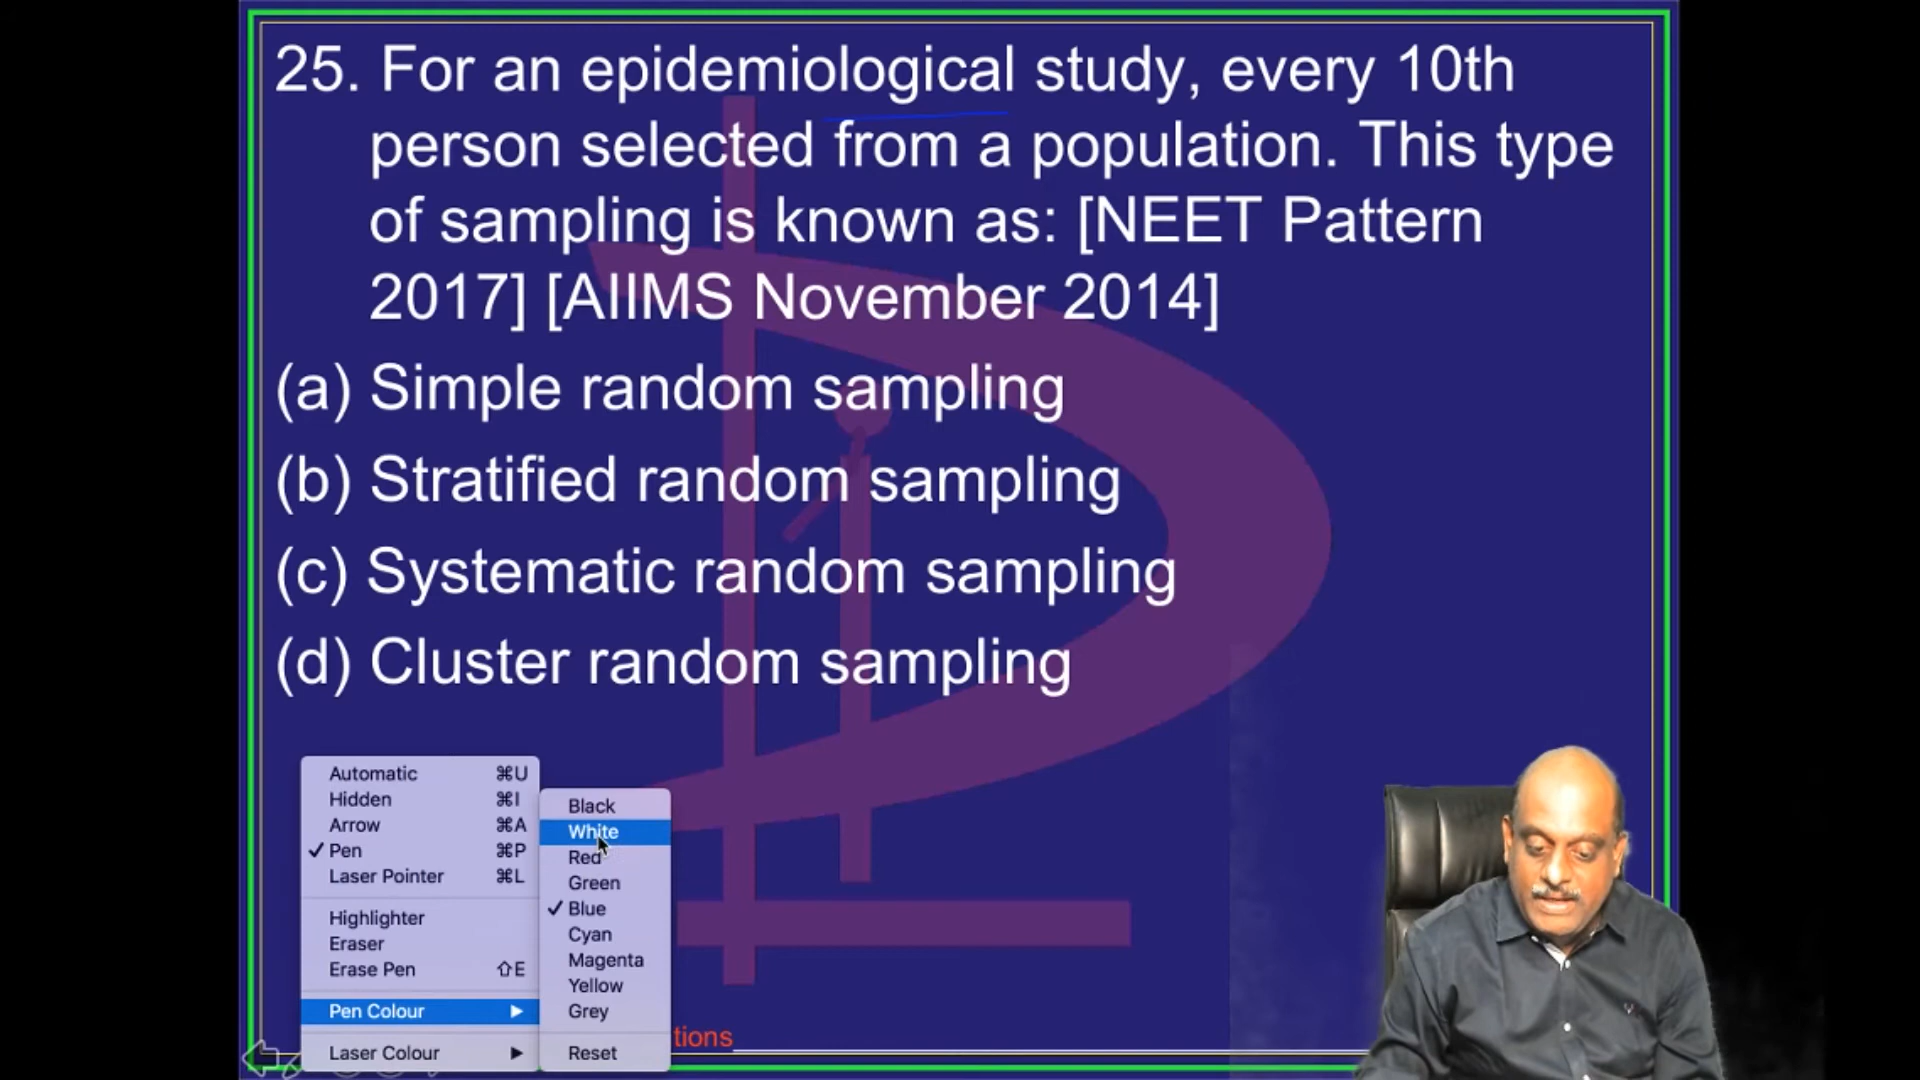 25. For an epidemiological study, every 10th
person selected from a population. This type
of sampling is known as: [NEET Pattern
2017] [AIIMS November 2014]
(a) Simple random sampling
(b) Stratified random sampling
(c) Systematic random sampling
(d) Cluster random sampling
Automatic ⌘U
Hidden ⌘I
Arrow ⌘A
✓ Pen ⌘P
Laser Pointer ⌘L
Highlighter
Eraser
Erase Pen ⇧E
Pen Colour ▶
Laser Colour ▶
Black
White
Red
Green
✓ Blue
Cyan
Magenta
Yellow
Grey
Reset
tions